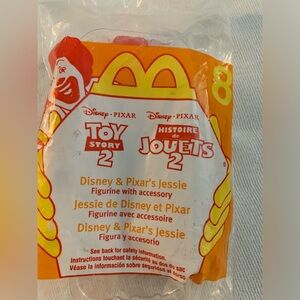 8
Disney · PIXAR
TOY
STORY
2
Disney · PIXAR
HISTOIRE
de
JOUETS
2
Disney & Pixar's Jessie
Figurine with accessory
Jessie de Disney et Pixar
Figurine avec accessoire
Disney & Pixar's Jessie
Figura y accesorio
See back for safety information.
Instructions touchant la sécurité au dos du sac
Véase la información sobre seguridad al dorso